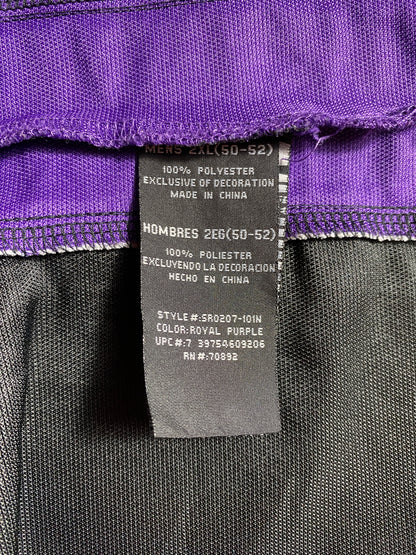 MENS 2XL(50-52)
100% POLYESTER
EXCLUSIVE OF DECORATION
MADE IN CHINA
HOMBRES 2EG(50-52)
100% POLIESTER
EXCLUYENDO LA DECORACION
HECHO EN CHINA
STYLE#:SR0207-101N
COLOR:ROYAL PURPLE
UPC#:7 39754609206
RN#:70892